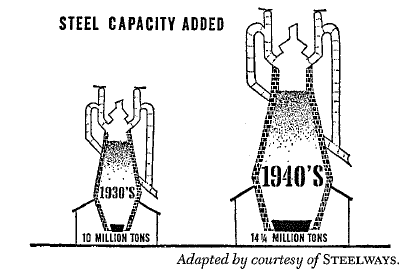 STEEL CAPACITY ADDED
1930'S
1940'S
10 MILLION TONS
14¼ MILLION TONS
Adapted by courtesy of STEELWAYS.